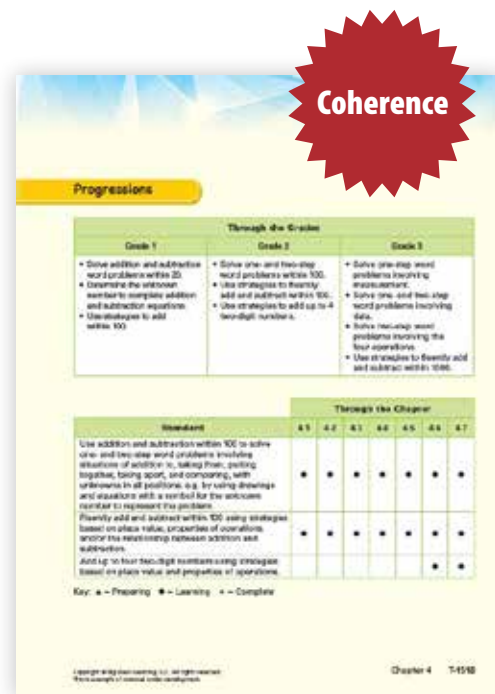 Coherence
Progressions
Through the Grades
Grade 1 Grade 2 Grade 3
• Solve addition and subtraction
word problems within 20.
• Determine the unknown
number to complete addition
and subtraction equations.
• Use strategies to add
within 100.
• Solve one- and two-step
word problems within 100.
• Use strategies to fluently
add and subtract within 100.
• Use strategies to add up to 4
two-digit numbers.
• Solve one-step word
problems involving
measurement.
• Solve one- and two-step
word problems involving
data.
• Solve two-step word
problems involving the
four operations.
• Use strategies to fluently add
and subtract within 1000.
Through the Chapter
Standard 4.1 4.2 4.3 4.4 4.5 4.6 4.7
Use addition and subtraction within 100 to solve
one- and two-step word problems involving
situations of addition to, taking from, putting
together, taking apart, and comparing, with
unknowns in all positions, e.g. by using drawings
and equations with a symbol for the unknown
number to represent the problem.
● ● ● ● ● ● ●
Fluently add and subtract within 100 using strategies
based on place value, properties of operations,
and/or the relationship between addition and
subtraction.
● ● ● ● ● ● ●
Add up to four two-digit numbers using strategies
based on place value and properties of operations.
● ●
Key: ▲ = Preparing ● = Learning ★ = Complete
Copyright © Big Ideas Learning, LLC. All rights reserved.
Chapter 4